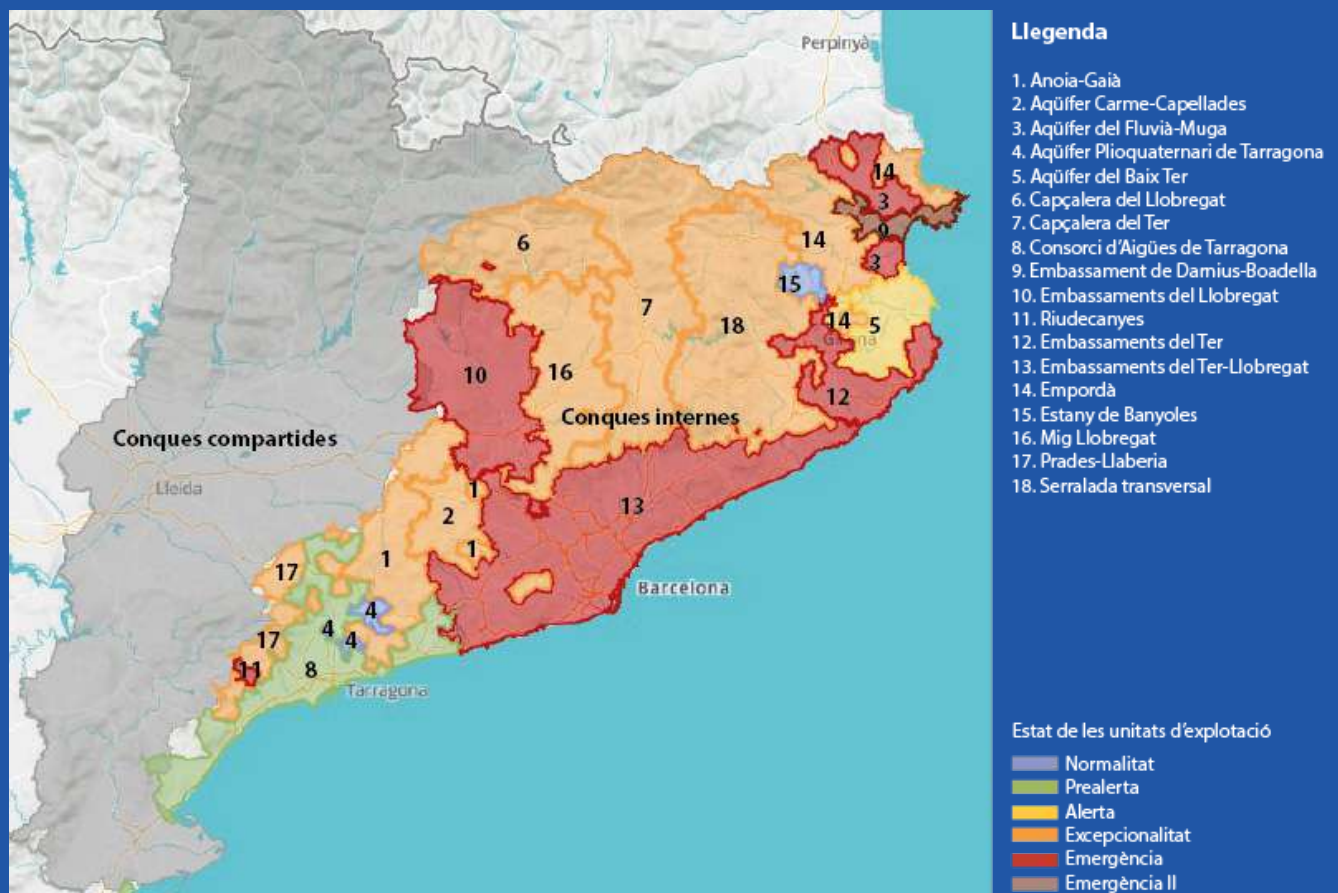 Perpinyà
14
3
9
6
14
3
15
7
14
5
18
Girona
16
10
12
Conques internes
Conques compartides
Lleida
1
13
2
1
1
17
Barcelona
4
4
4
17
11
8
Tarragona
Llegenda
1. Anoia-Gaià
2. Aqüífer Carme-Capellades
3. Aqüífer del Fluvià-Muga
4. Aqüífer Plioquaternari de Tarragona
5. Aqüífer del Baix Ter
6. Capçalera del Llobregat
7. Capçalera del Ter
8. Consorci d'Aigües de Tarragona
9. Embassament de Darnius-Boadella
10. Embassaments del Llobregat
11. Riudecanyes
12. Embassaments del Ter
13. Embassaments del Ter-Llobregat
14. Empordà
15. Estany de Banyoles
16. Mig Llobregat
17. Prades-Llaberia
18. Serralada transversal
Estat de les unitats d'explotació
Normalitat
Prealerta
Alerta
Excepcionalitat
Emergència
Emergència II